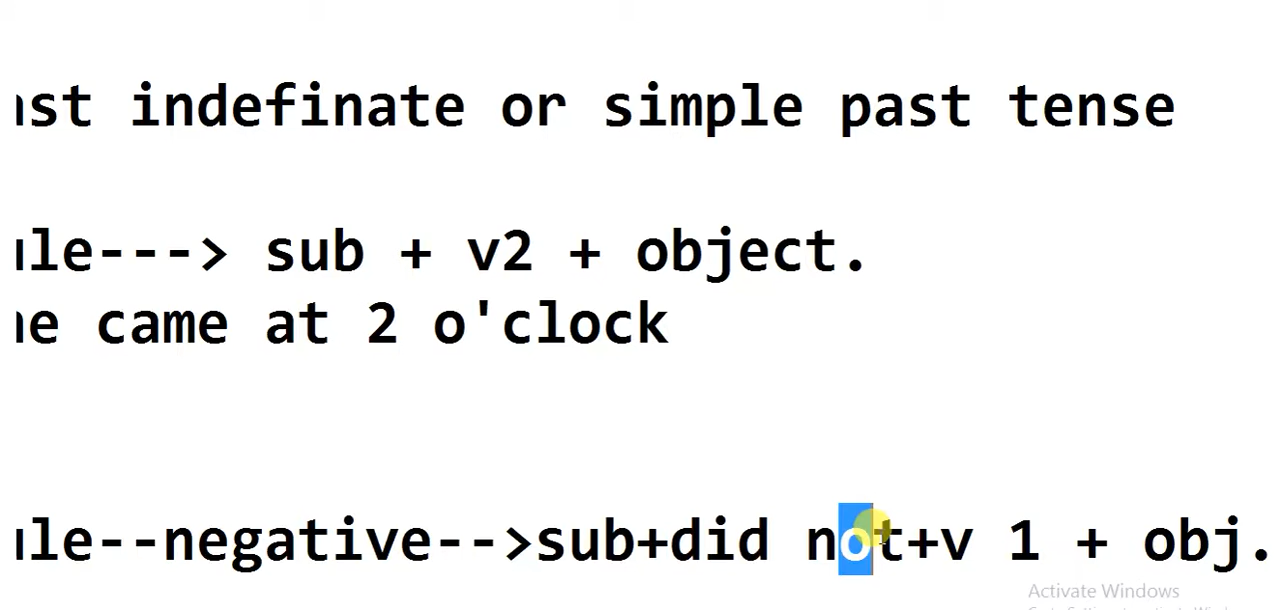 ast indefinate or simple past tense
ule---> sub + v2 + object.
he came at 2 o'clock
ule--negative-->sub+did not+v 1 + obj.
Activate Windows